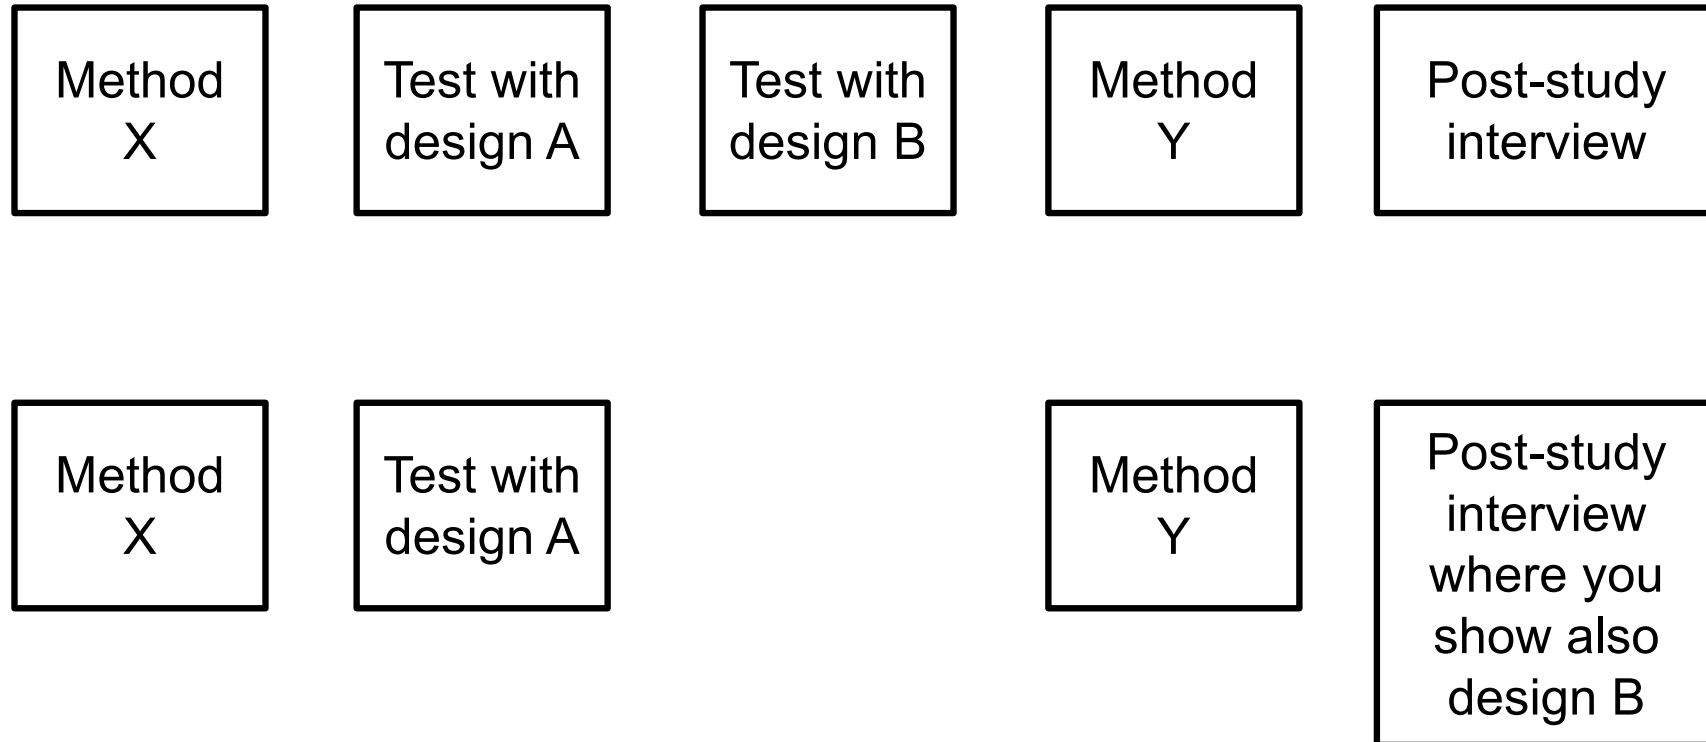 Method
X
Test with
design A
Test with
design B
Method
Y
Post-study
interview
Method
X
Test with
design A
Method
Y
Post-study
interview
where you
show also
design B